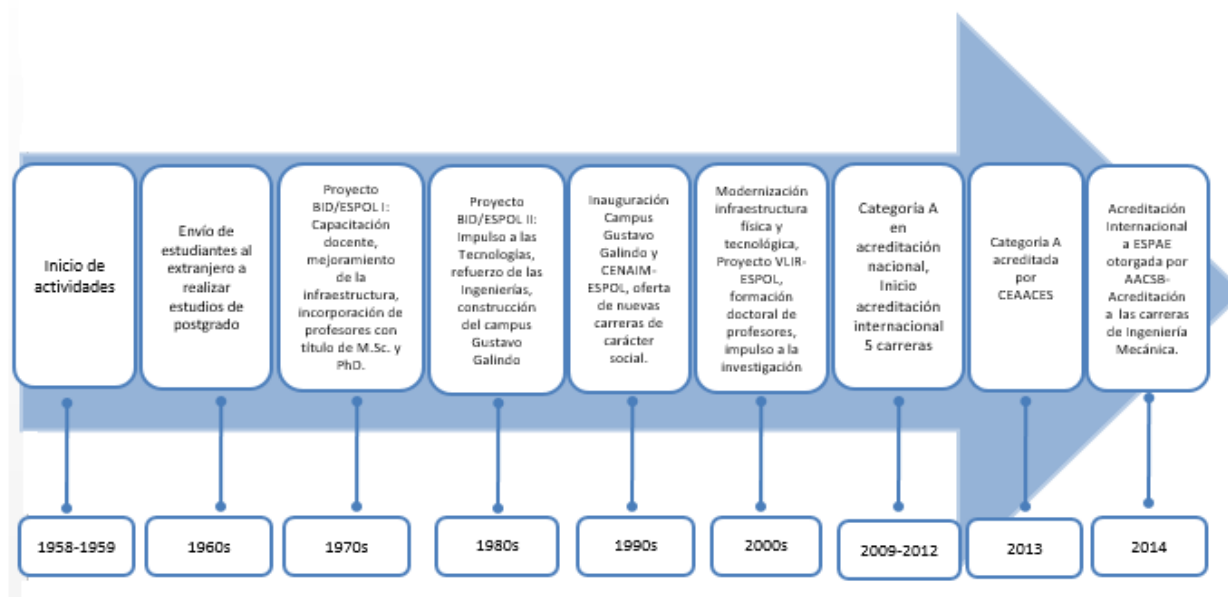 Inicio de
actividades
Envío de
estudiantes al
extranjero a
realizar
estudios de
postgrado
Proyecto
BID/ESPOL I:
Capacitación
docente,
mejoramiento
de la
infraestructura,
incorporación de
profesores con
título de M.Sc. y
PhD.
Proyecto
BID/ESPOL II:
Impulso a las
Tecnologías,
refuerzo de las
Ingenierías,
construcción
del campus
Gustavo
Galindo
Inauguración
Campus
Gustavo
Galindo y
CENAIM-
ESPOL, oferta
de nuevas
carreras de
carácter
social.
Modernización
infraestructura
física y
tecnológica,
Proyecto VLIR-
ESPOL,
formación
doctoral de
profesores,
impulso a la
investigación
Categoría A
en
acreditación
nacional,
Inicio
acreditación
internacional
5 carreras
Categoría A
acreditada
por
CEAACES
Acreditación
Internacional
a ESPAE
otorgada por
AACSB-
Acreditación
a las carreras
de Ingeniería
Mecánica.
1958-1959
1960s
1970s
1980s
1990s
2000s
2009-2012
2013
2014